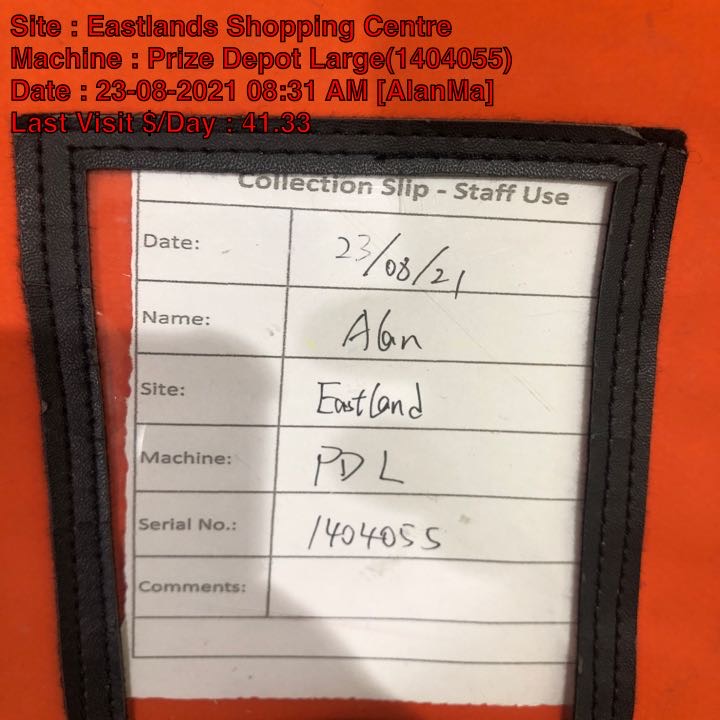 Site : Eastlands Shopping Centre
Machine : Prize Depot Large(1404055)
Date : 23-08-2021 08:31 AM [AlanMa]
Last Visit $/Day : 41.33
Collection Slip - Staff Use
Date: 23/08/21
Name: Alan
Site: Eastland
Machine: PDL
Serial No.: 1404055
Comments: